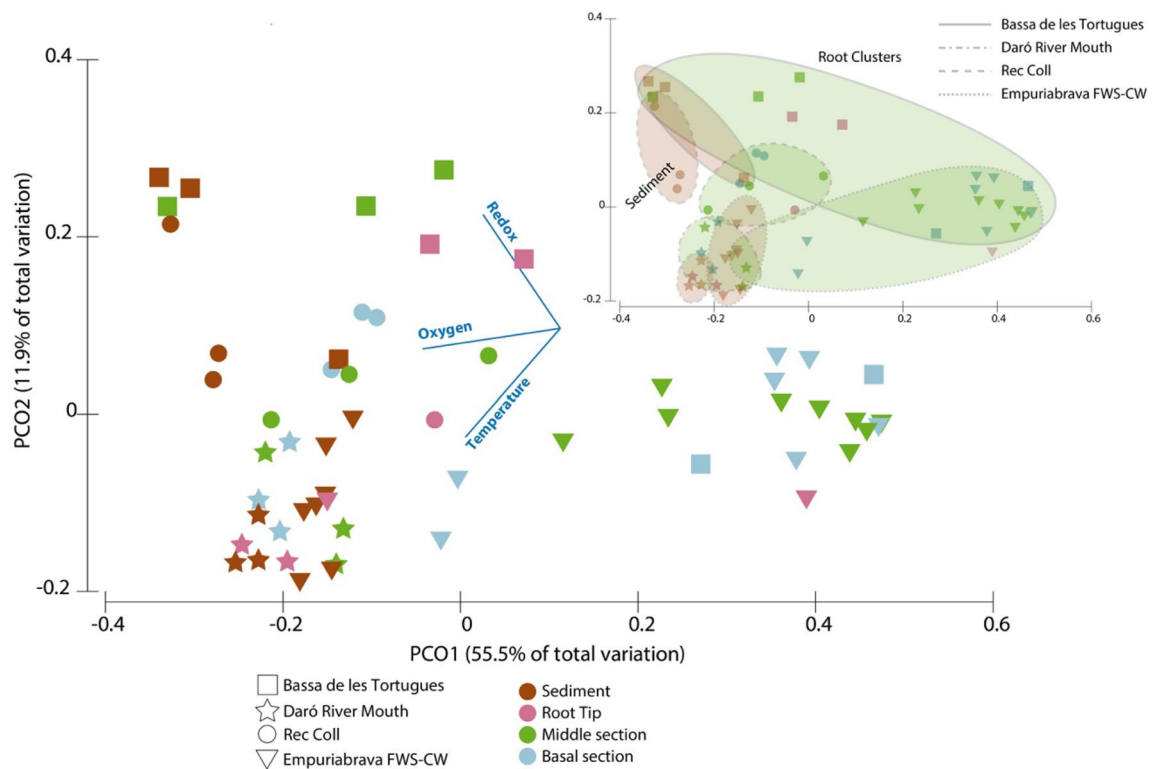 0.4
0.2
0
-0.2
PCO2 (11.9% of total variation)
-0.4
-0.2
0
0.2
0.4
0.6
PCO1 (55.5% of total variation)
Redox
Oxygen
Temperature
0.4
0.2
0
-0.2
-0.4
-0.2
0
0.2
0.4
0.6
Root Clusters
Sediment
Bassa de les Tortugues
Daró River Mouth
Rec Coll
Empuriabrava FWS-CW
Bassa de les Tortugues
Daró River Mouth
Rec Coll
Empuriabrava FWS-CW
Sediment
Root Tip
Middle section
Basal section